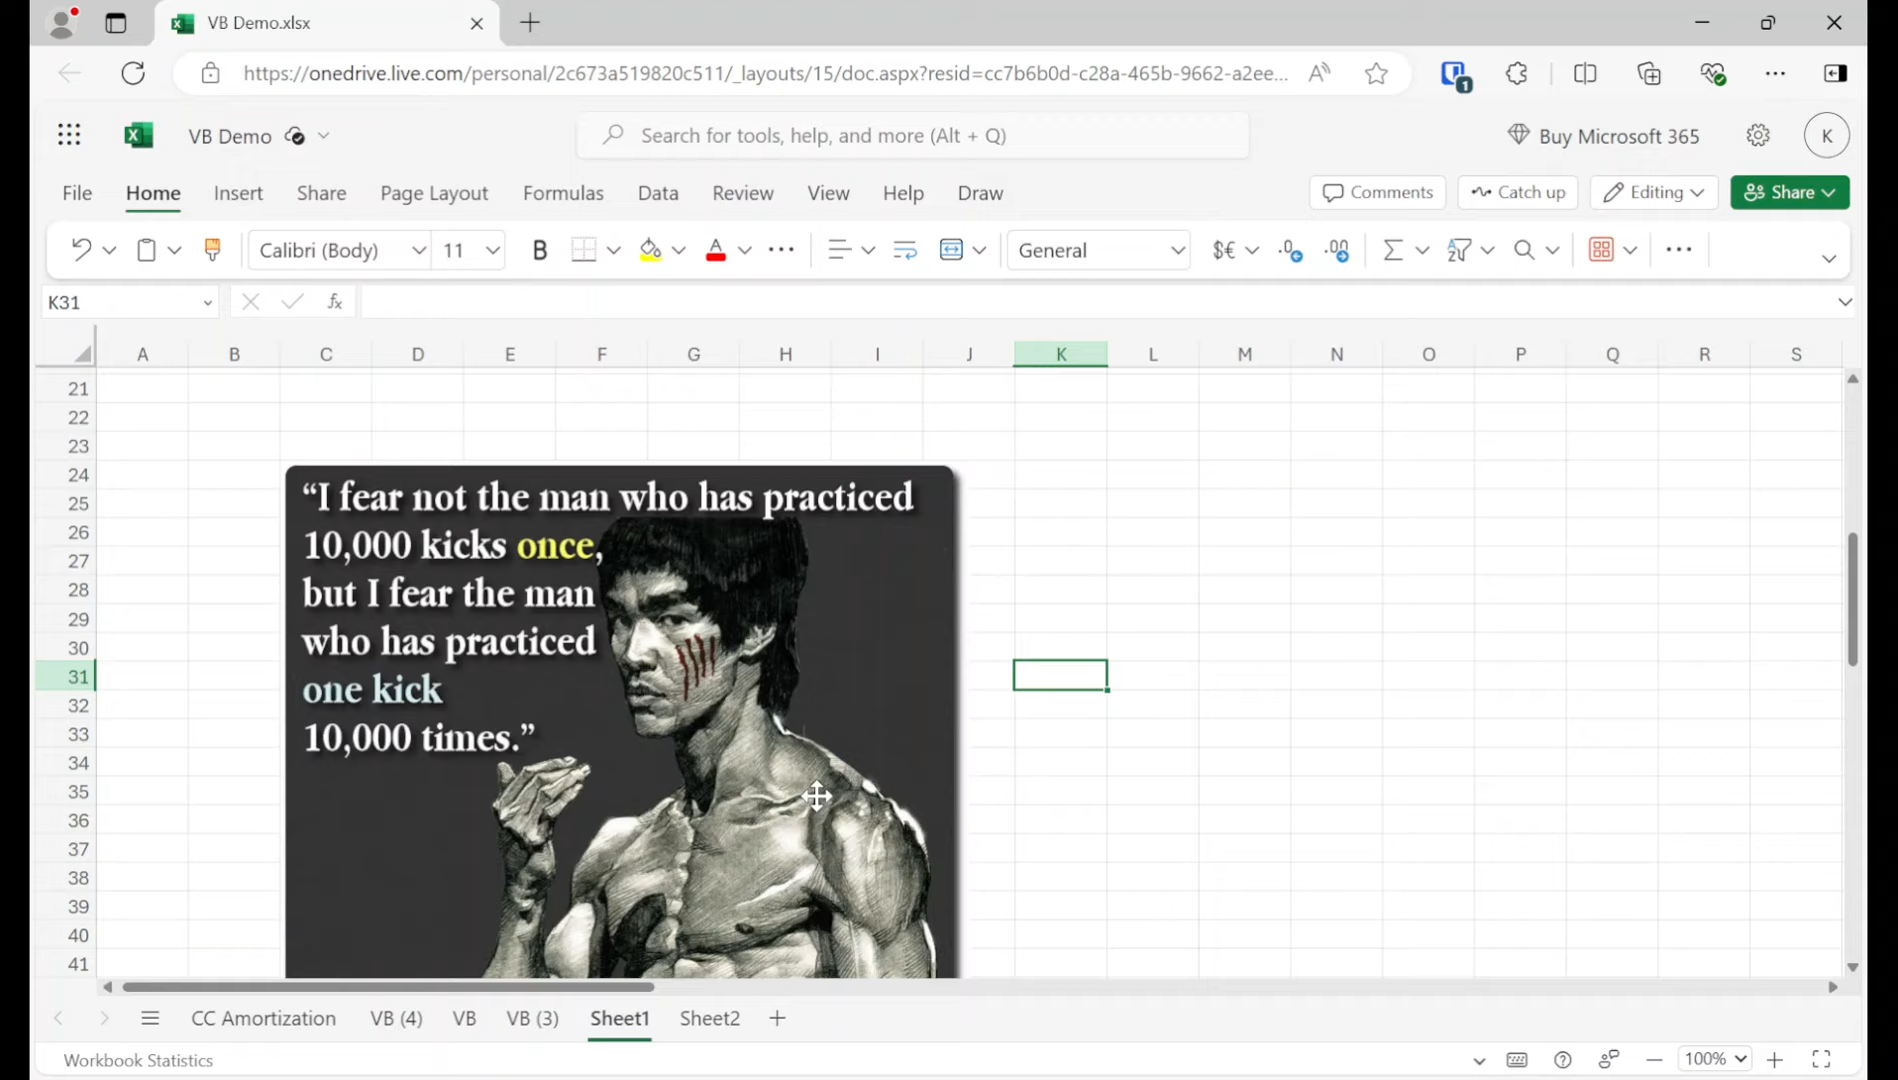 VB Demo.xlsx
https://onedrive.live.com/personal/2c673a519820c511/_layouts/15/doc.aspx?resid=cc7b6b0d-c28a-465b-9662-a2ee...
1
VB Demo
Search for tools, help, and more (Alt + Q)
Buy Microsoft 365
K
File Home Insert Share Page Layout Formulas Data Review View Help Draw
Comments Catch up Editing Share
Calibri (Body) 11 B A General $€ .0 .00
K31 fx
A B C D E F G H I J K L M N O P Q R S
21
22
23
24
“I fear not the man who has practiced
25
26
10,000 kicks once,
27
28
but I fear the man
29
30
who has practiced
31
one kick
32
33
10,000 times.”
34
35
36
37
38
39
40
41
CC Amortization VB (4) VB VB (3) Sheet1 Sheet2
Workbook Statistics
100%